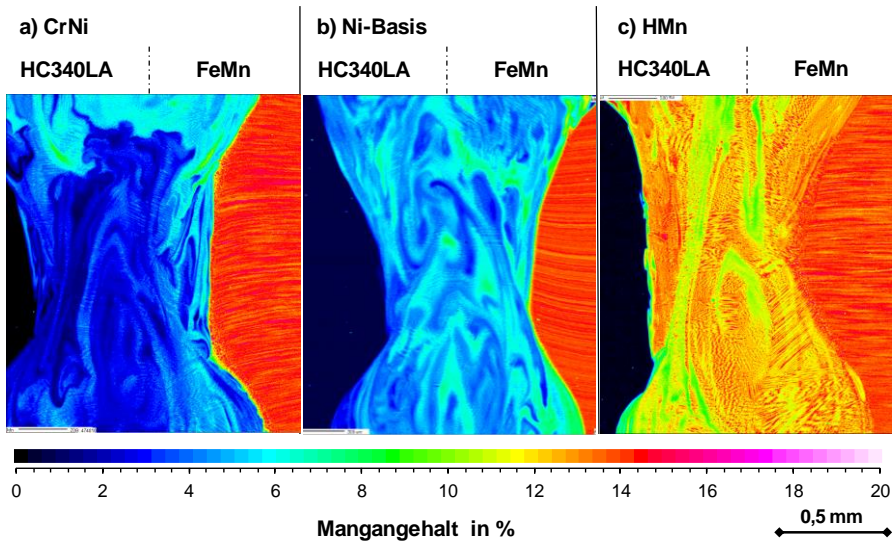 a) CrNi
HC340LA FeMn
b) Ni-Basis
HC340LA FeMn
c) HMn
HC340LA FeMn
0 2 4 6 8 10 12 14 16 18 20
Mangangehalt in %
0,5 mm